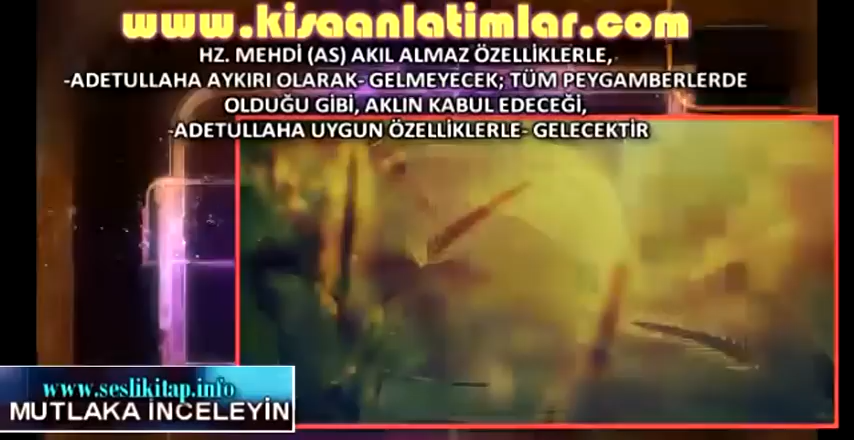 www.kisaanlatimlar.com
HZ. MEHDİ (AS) AKIL ALMAZ ÖZELLİKLERLE,
-ADETULLAHA AYKIRI OLARAK- GELMEYECEK; TÜM PEYGAMBERLERDE
OLDUĞU GİBİ, AKLIN KABUL EDECEĞİ,
-ADETULLAHA UYGUN ÖZELLİKLERLE- GELECEKTİR
www.seslikitap.info
MUTLAKA İNCELEYİN